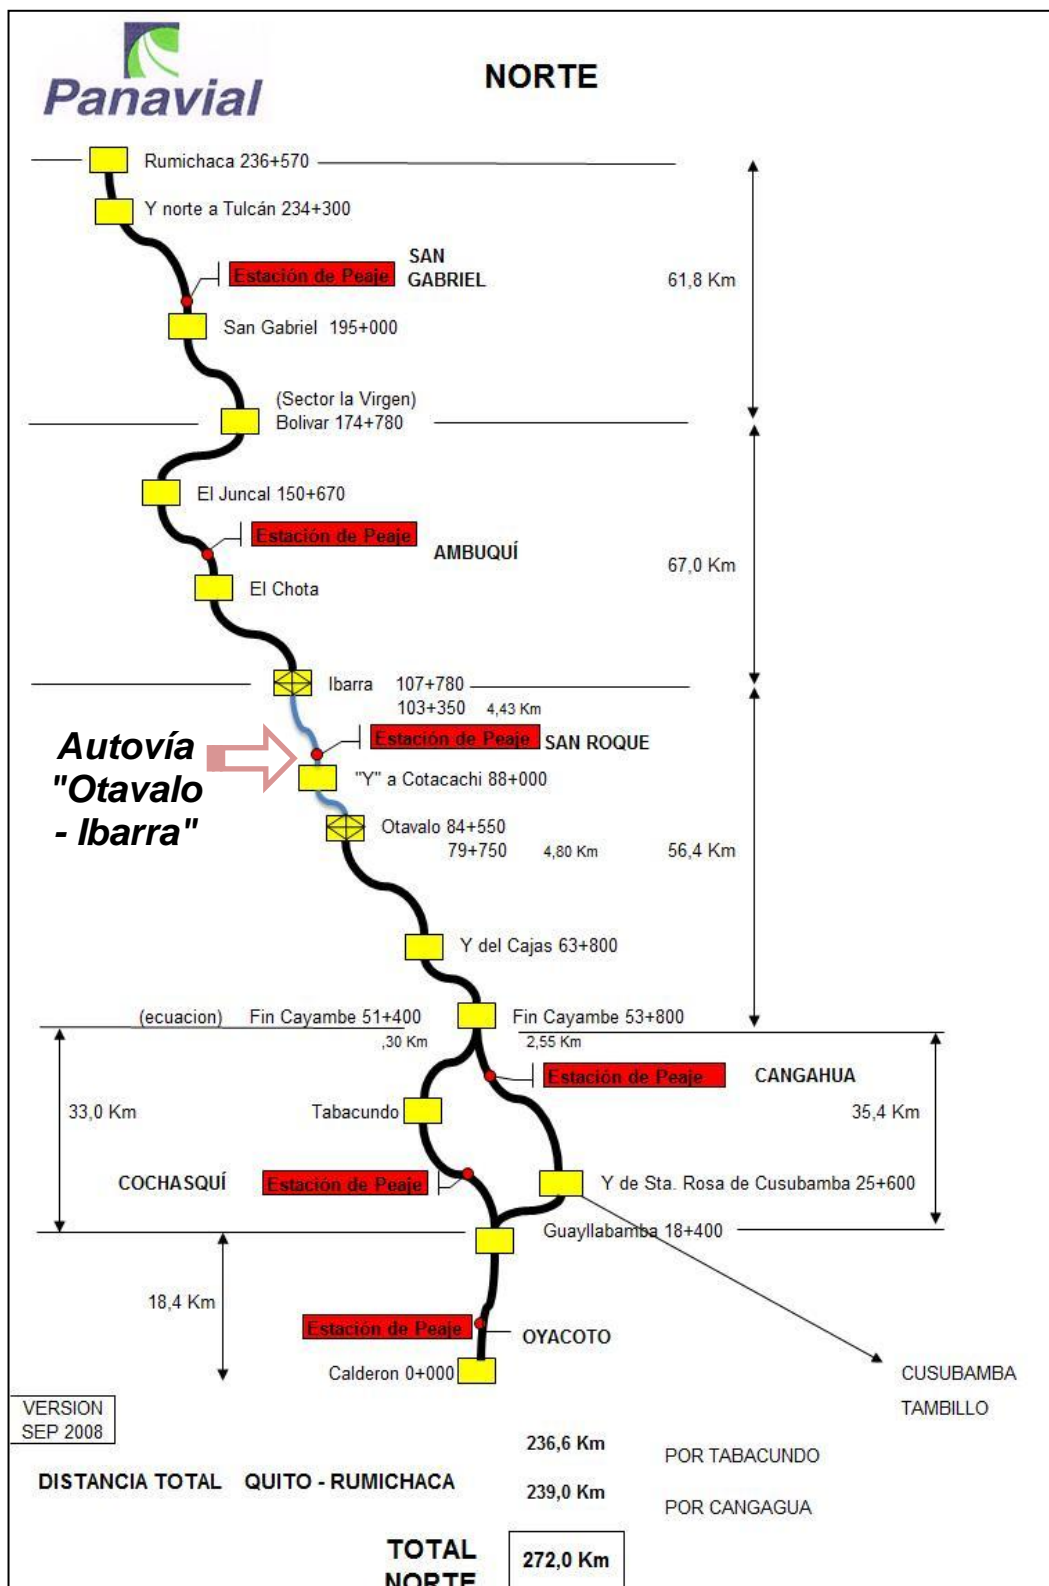 Panavial
NORTE
Rumichaca 236+570
Y norte a Tulcán 234+300
Estación de Peaje
SAN
GABRIEL
61,8 Km
San Gabriel 195+000
(Sector la Virgen)
Bolivar 174+780
El Juncal 150+670
Estación de Peaje
AMBUQUÍ
67,0 Km
El Chota
Ibarra 107+780
103+350 4,43 Km
Estación de Peaje SAN ROQUE
Autovía
"Otavalo
- Ibarra"
"Y" a Cotacachi 88+000
Otavalo 84+550
79+750 4,80 Km
56,4 Km
Y del Cajas 63+800
(ecuacion) Fin Cayambe 51+400
Fin Cayambe 53+800
,30 Km
2,55 Km
Estación de Peaje
CANGAHUA
33,0 Km
Tabacundo
35,4 Km
COCHASQUÍ
Estación de Peaje
Y de Sta. Rosa de Cusubamba 25+600
Guayllabamba 18+400
18,4 Km
Estación de Peaje
OYACOTO
Calderon 0+000
CUSUBAMBA
TAMBILLO
VERSION
SEP 2008
236,6 Km
POR TABACUNDO
DISTANCIA TOTAL QUITO - RUMICHACA
239,0 Km
POR CANGAGUA
TOTAL
NORTE
272,0 Km